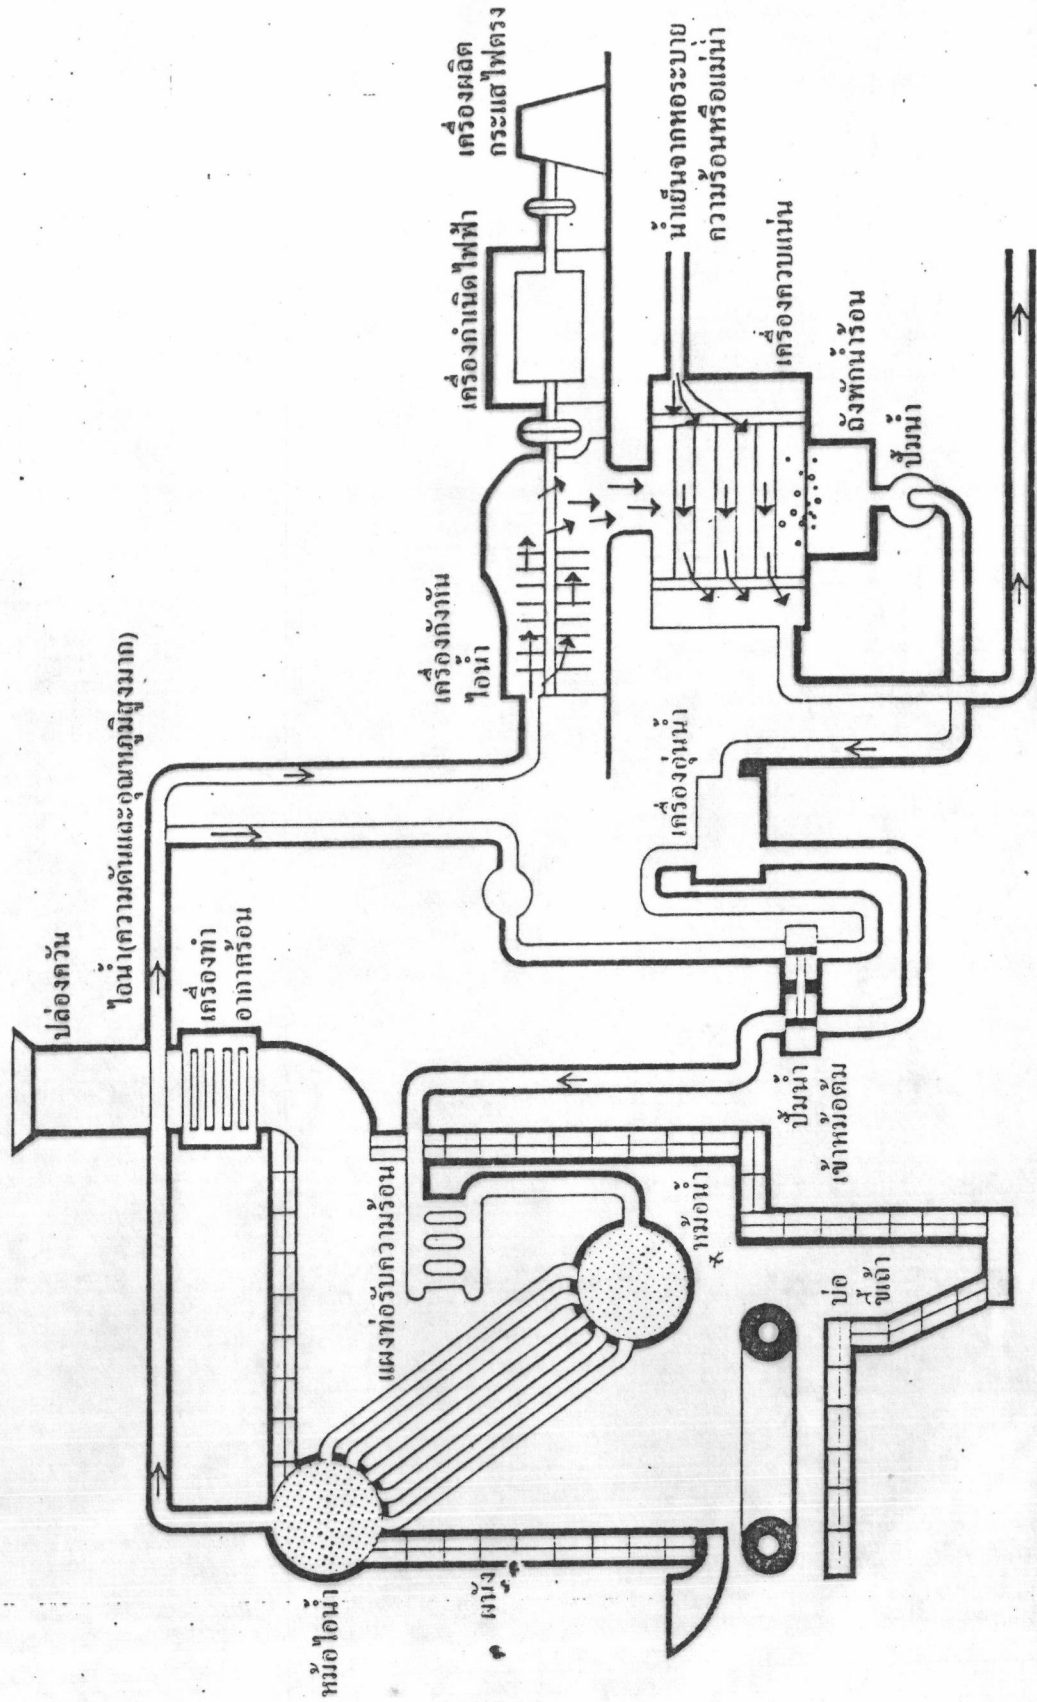 ปล่องควัน
ไอน้ำ(ความดันและอุณหภูมิสูงมาก)
เครื่องทำ
อากาศร้อน
เครื่องกังหัน
ไอน้ำ
เครื่องกำเนิดไฟฟ้า
เครื่องผลิต
กระแสไฟตรง
น้ำเย็นจากหอระบาย
ความร้อนหรือแม่น้ำ
เครื่องควบแน่น
ถังพักน้ำร้อน
ปั๊มน้ำ
เครื่องอุ่นน้ำ
ปั๊มน้ำ
เข้าหม้อต้ม
แผงท่อรับความร้อน
หม้อน้ำ
บ่อ
ขี้เถ้า
หม้อไอน้ำ
ผนัง